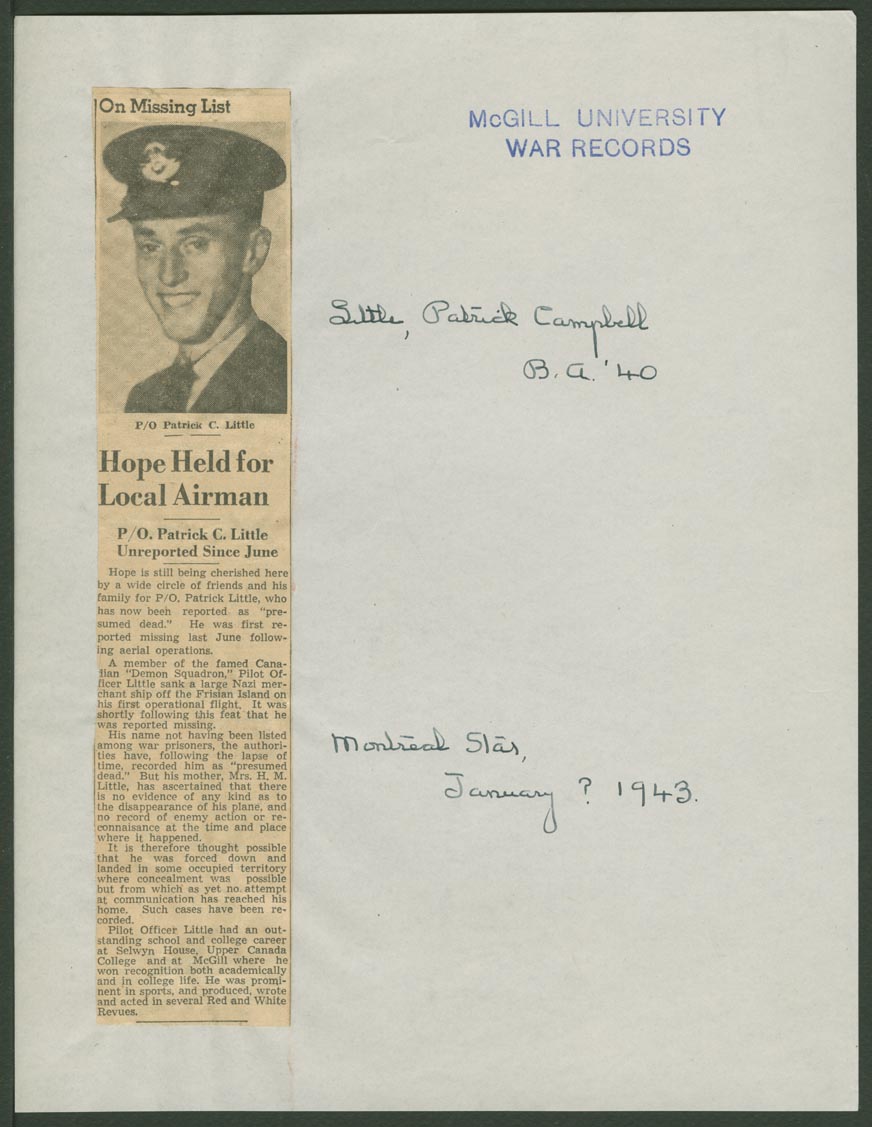 On Missing List
P/O Patrick C. Little
Hope Held for
Local Airman
P/O. Patrick C. Little
Unreported Since June
Hope is still being cherished here
by a wide circle of friends and his
family for P/O. Patrick Little, who
has now been reported as "pre-
sumed dead." He was first re-
ported missing last June follow-
ing aerial operations.
A member of the famed Cana-
dian "Demon Squadron," Pilot Of-
ficer Little sank a large Nazi mer-
chant ship off the Frisian Island on
his first operational flight. It was
shortly following this feat that he
was reported missing.
His name not having been listed
among war prisoners, the authori-
ties have, following the lapse of
time, recorded him as "presumed
dead." But his mother, Mrs. H. M.
Little, has ascertained that there
is no evidence of any kind as to
the disappearance of his plane, and
no record of enemy action or re-
connaisance at the time and place
where it happened.
It is therefore thought possible
that he was forced down and
landed in some occupied territory
where concealment was possible
but from which as yet no attempt
at communication has reached his
home. Such cases have been re-
corded.
Pilot Officer Little had an out-
standing school and college career
at Selwyn House, Upper Canada
College and at McGill where he
won recognition both academically
and in college life. He was promi-
nent in sports, and produced, wrote
and acted in several Red and White
Revues.
McGILL UNIVERSITY
WAR RECORDS
Little, Patrick Campbell
B.A. '40
Montreal Star,
January ? 1943.